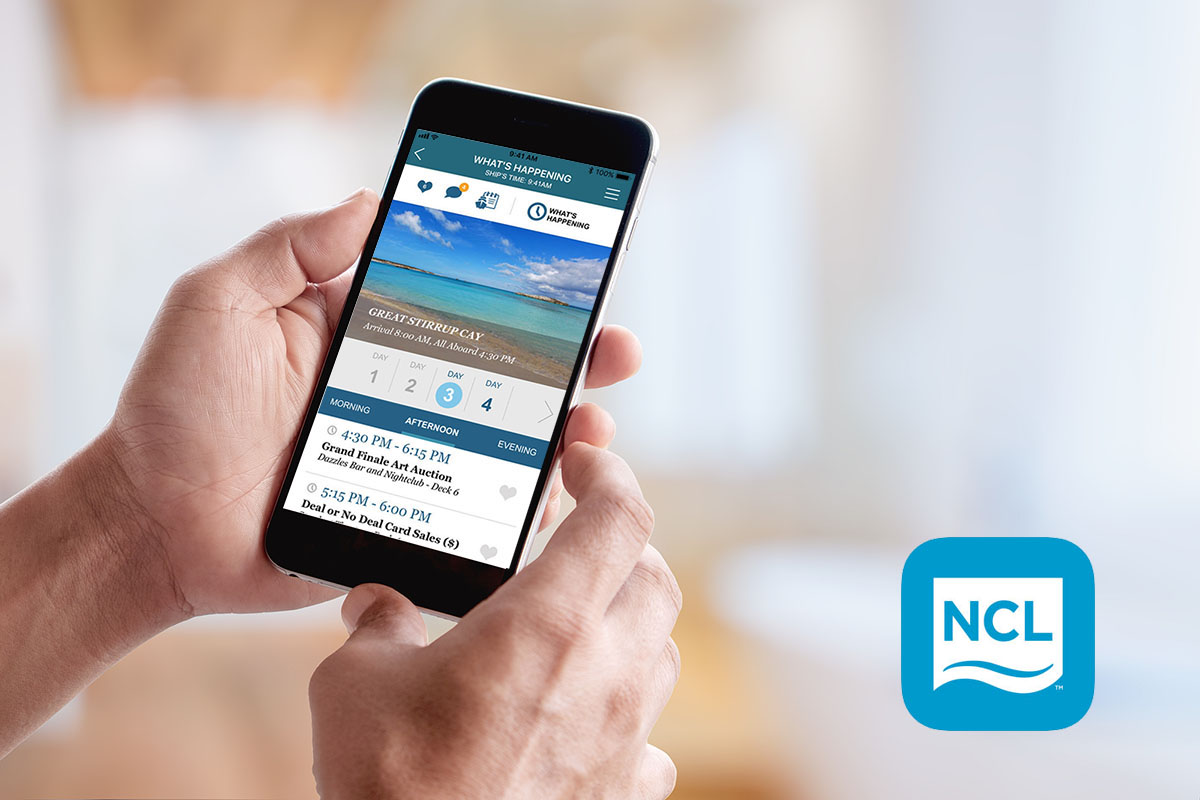 9:41 AM
100%
WHAT'S HAPPENING
SHIP'S TIME: 9:41AM
4
WHAT'S
HAPPENING
GREAT STIRRUP CAY
Arrival 8:00 AM, All Aboard 4:30 PM
DAY DAY DAY DAY
1 2 3 4
MORNING AFTERNOON EVENING
4:30 PM - 6:15 PM
Grand Finale Art Auction
Dazzles Bar and Nightclub - Deck 6
5:15 PM - 6:00 PM
Deal or No Deal Card Sales ($)
NCL
TM